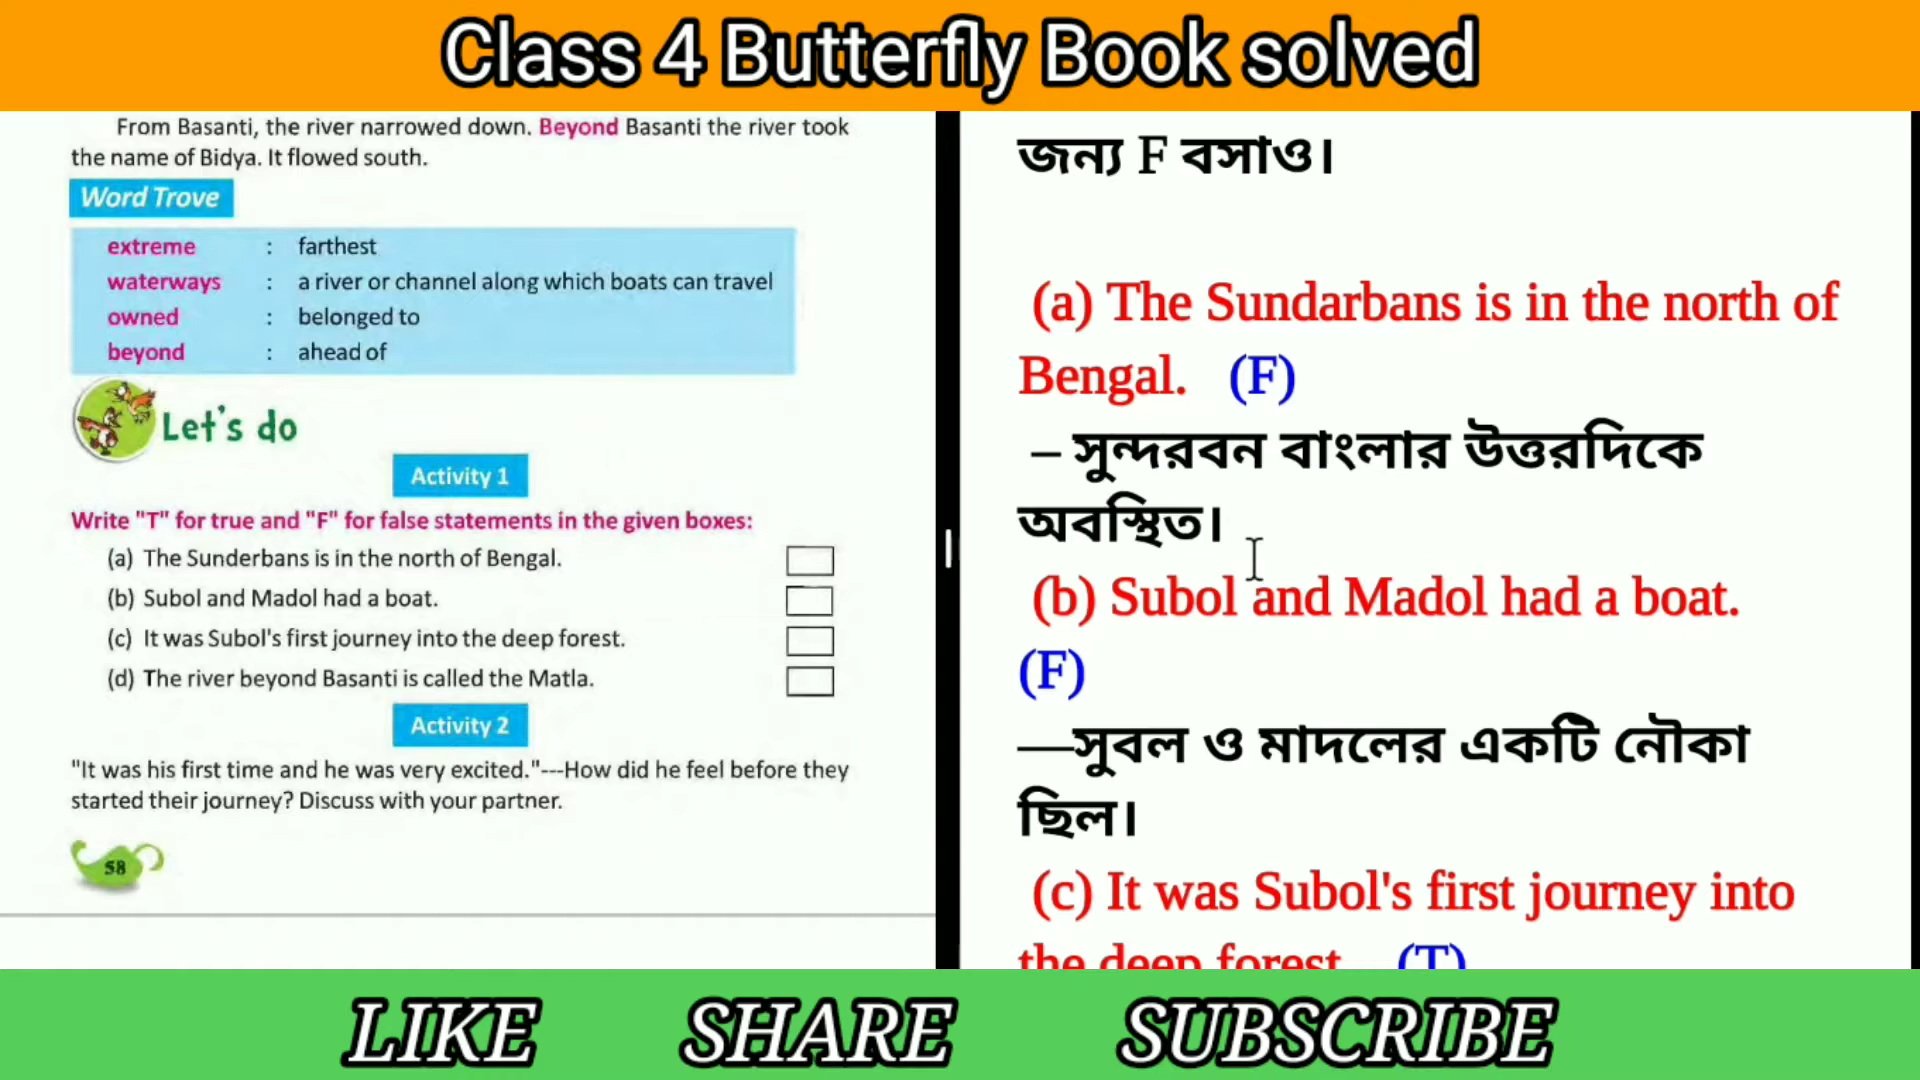 Class 4 Butterfly Book solved
From Basanti, the river narrowed down. Beyond Basanti the river took
the name of Bidya. It flowed south.
Word Trove
extreme : farthest
waterways : a river or channel along which boats can travel
owned : belonged to
beyond : ahead of
Let's do
Activity 1
Write "T" for true and "F" for false statements in the given boxes:
(a) The Sunderbans is in the north of Bengal.
(b) Subol and Madol had a boat.
(c) It was Subol's first journey into the deep forest.
(d) The river beyond Basanti is called the Matla.
Activity 2
"It was his first time and he was very excited."---How did he feel before they
started their journey? Discuss with your partner.
58
জন্য F বসাও।
(a) The Sundarbans is in the north of
Bengal. (F)
– সুন্দরবন বাংলার উত্তরদিকে
অবস্থিত।
(b) Subol and Madol had a boat.
(F)
—সুবল ও মাদলের একটি নৌকা
ছিল।
(c) It was Subol's first journey into
the deep forest. (T)
LIKE SHARE SUBSCRIBE